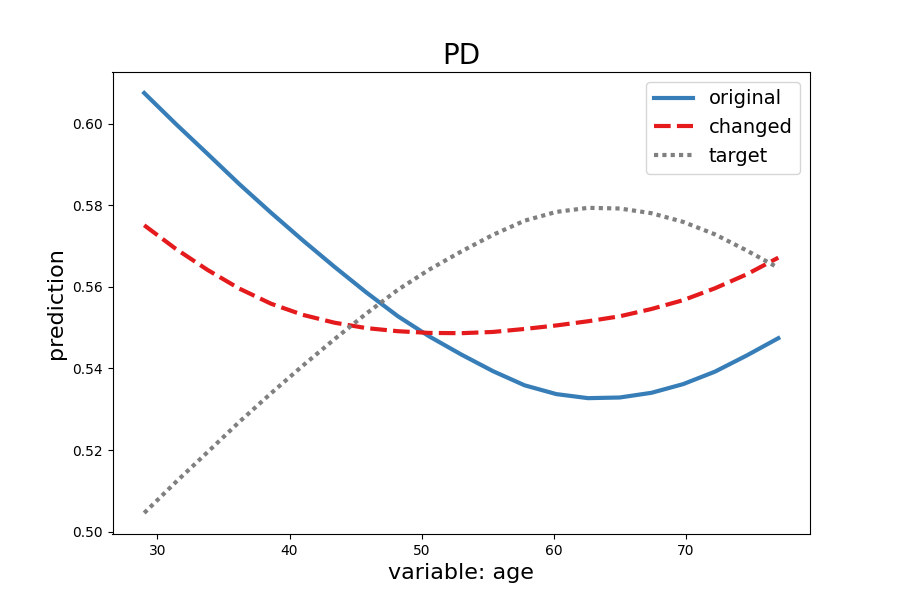 PD
original
changed
target
prediction
0.60
0.58
0.56
0.54
0.52
0.50
30 40 50 60 70
variable: age